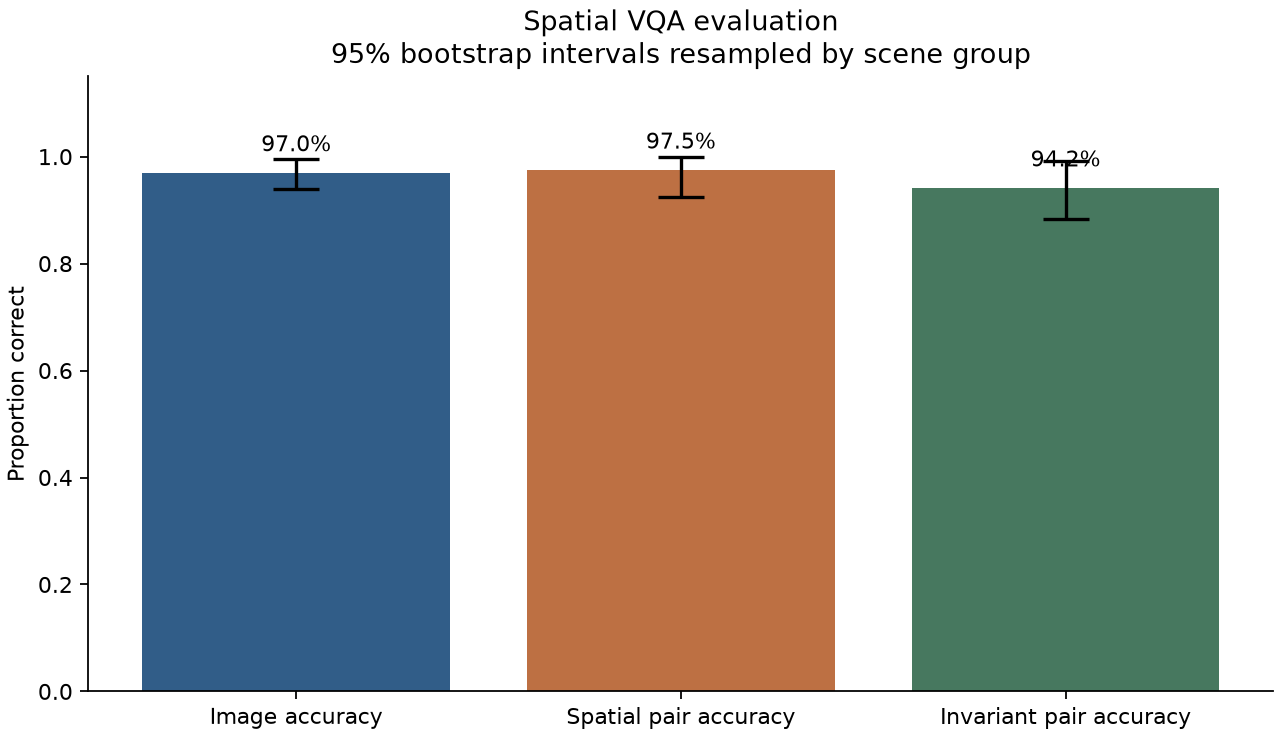 Spatial VQA evaluation
95% bootstrap intervals resampled by scene group
Proportion correct
1.0
0.8
0.6
0.4
0.2
0.0
97.0%
97.5%
94.2%
Image accuracy
Spatial pair accuracy
Invariant pair accuracy